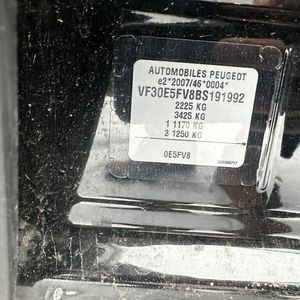 AUTOMOBILES PEUGEOT
e2*2007/46*0004*
VF30E5FV8BS191992
2225 KG
3425 KG
1 1170 KG
2 1250 KG
0E5FV8